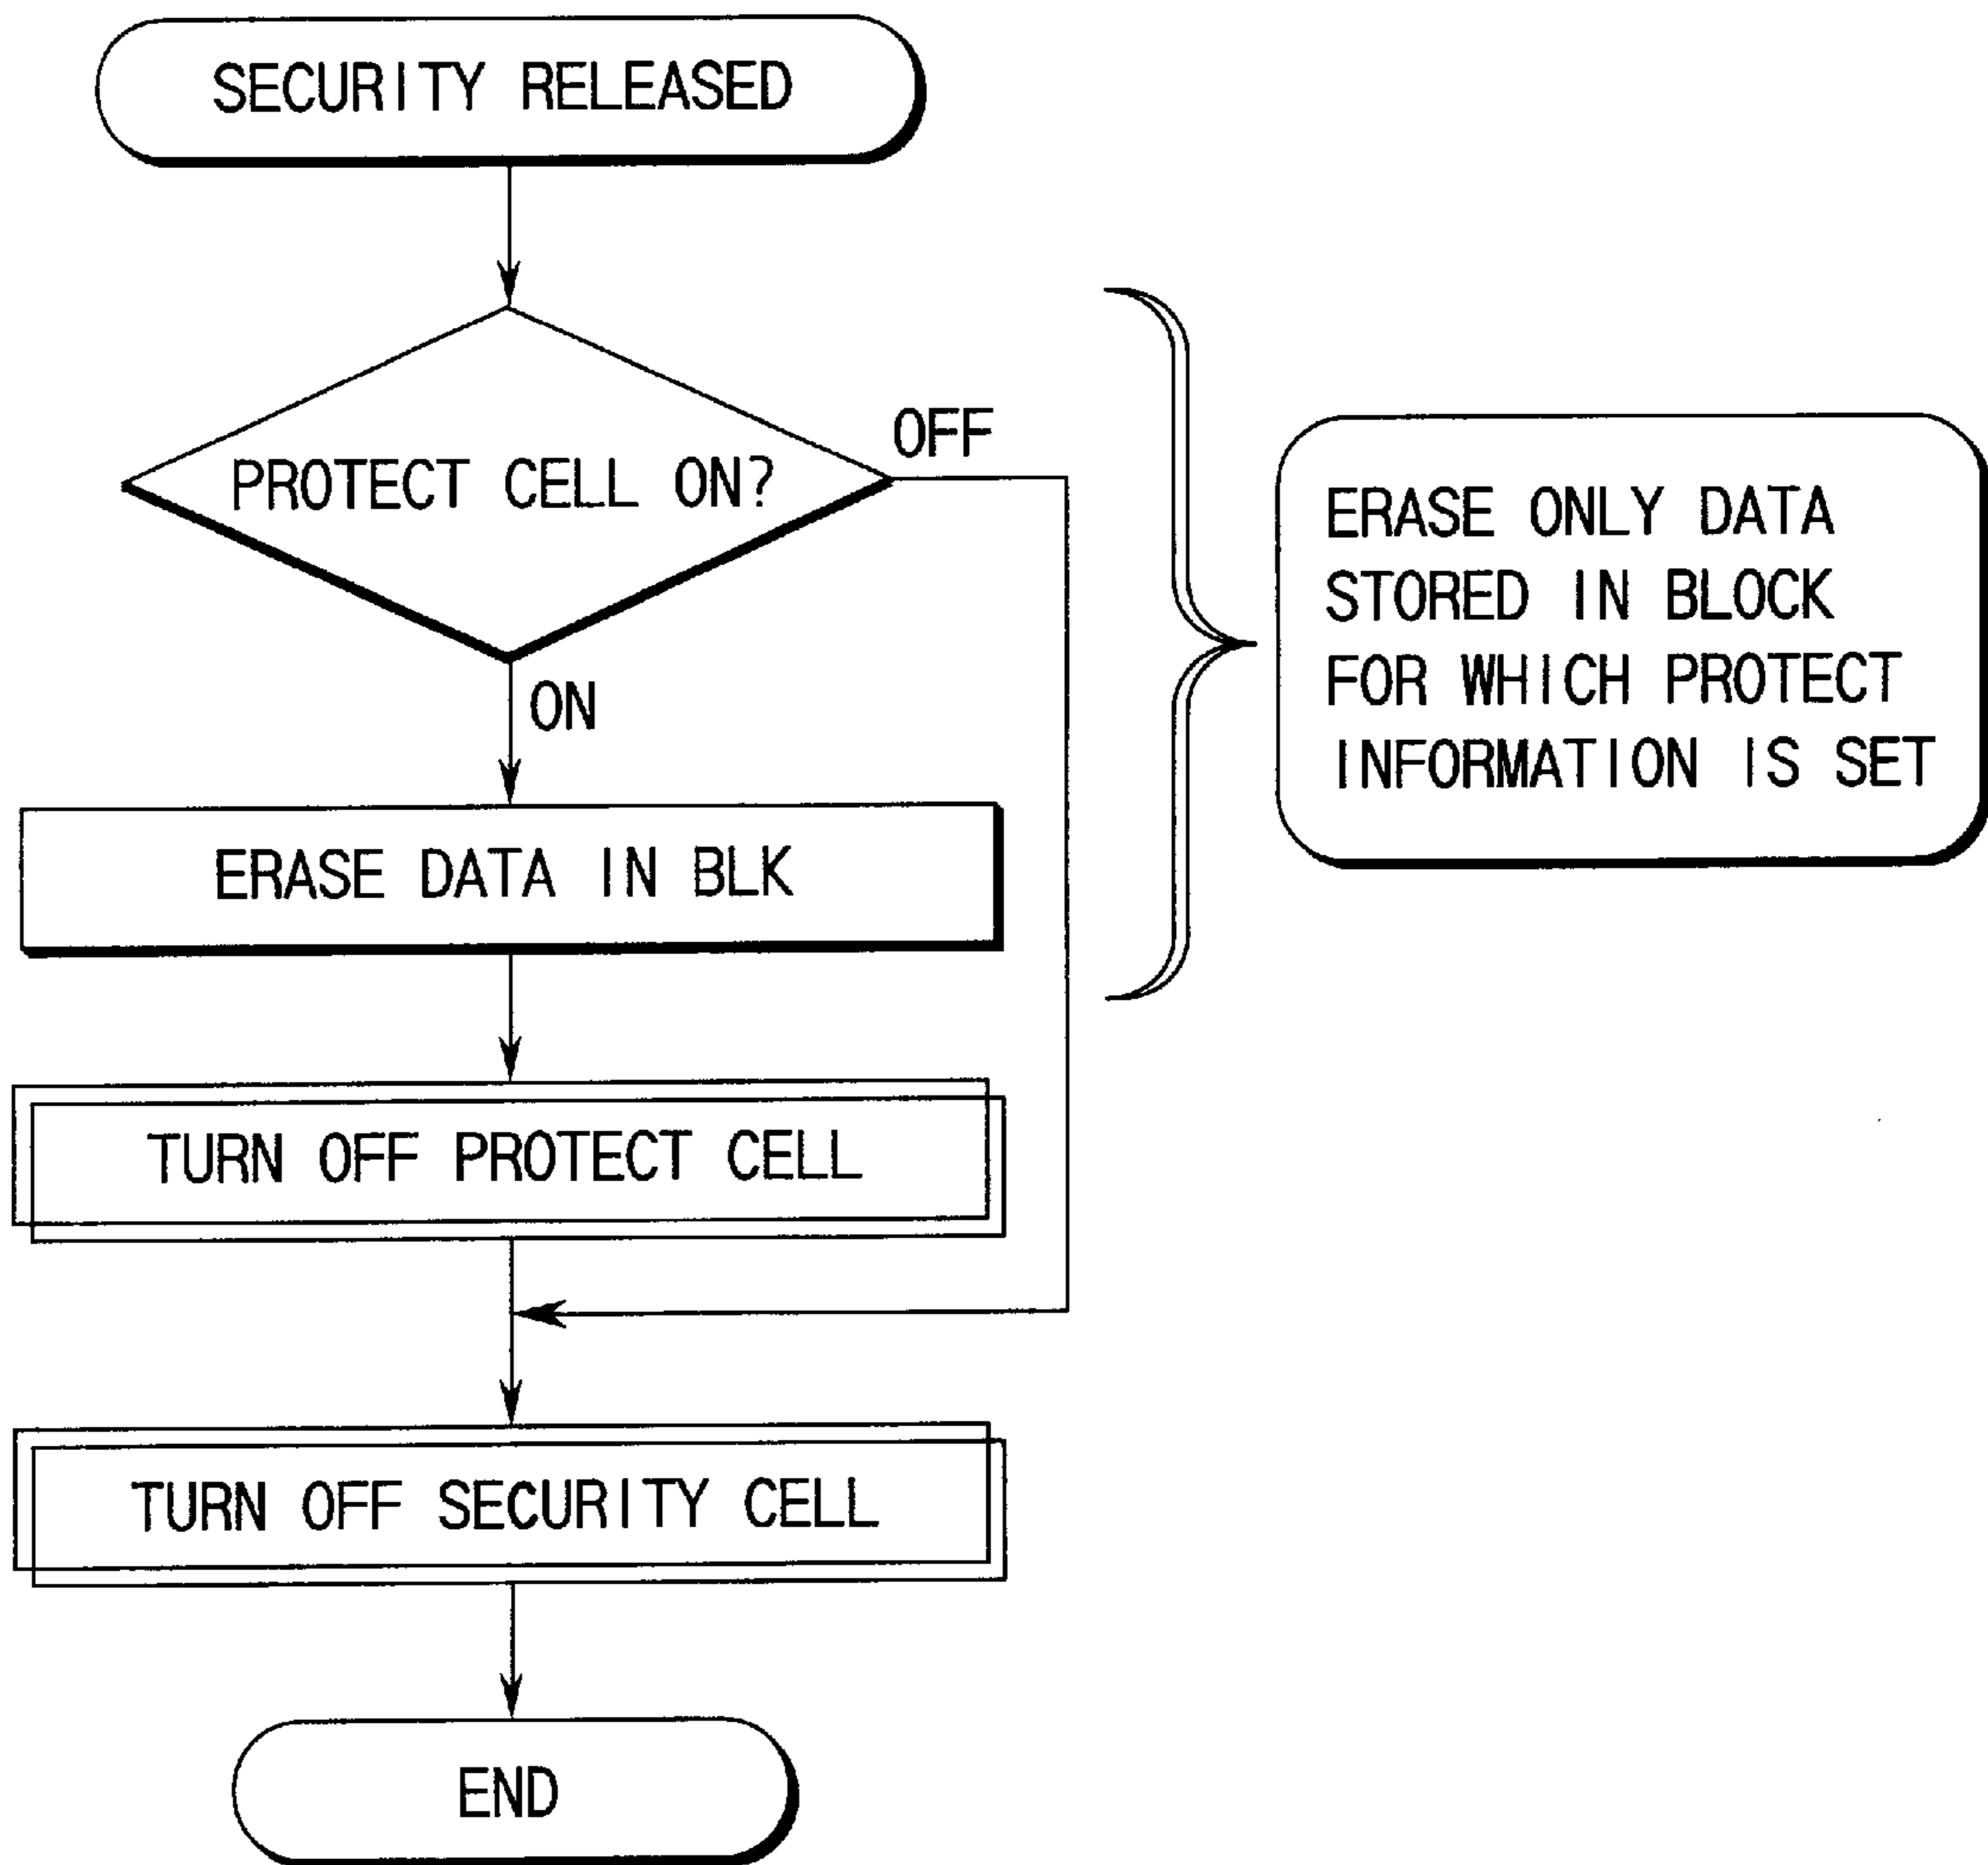 SECURITY RELEASED
PROTECT CELL ON?
OFF
ON
ERASE DATA IN BLK
TURN OFF PROTECT CELL
TURN OFF SECURITY CELL
END
ERASE ONLY DATA
STORED IN BLOCK
FOR WHICH PROTECT
INFORMATION IS SET